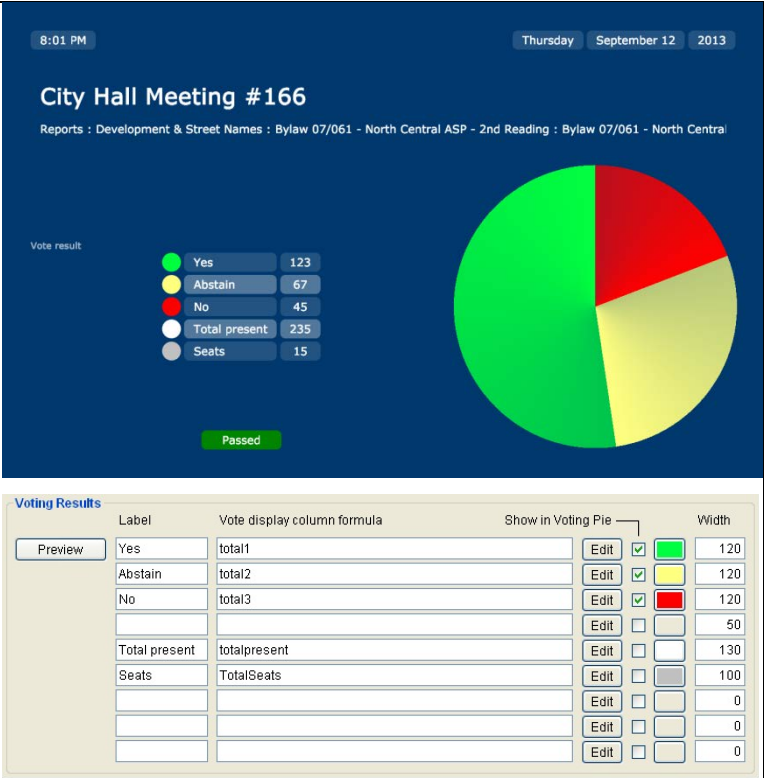 8:01 PM Thursday September 12 2013
City Hall Meeting #166
Reports : Development & Street Names : Bylaw 07/061 - North Central ASP - 2nd Reading : Bylaw 07/061 - North Central
Vote result
Yes 123
Abstain 67
No 45
Total present 235
Seats 15
Passed
Voting Results
Label Vote display column formula Show in Voting Pie Width
Preview Yes total1 Edit 120
Abstain total2 Edit 120
No total3 Edit 120
Edit 50
Total present totalpresent Edit 130
Seats TotalSeats Edit 100
Edit 0
Edit 0
Edit 0